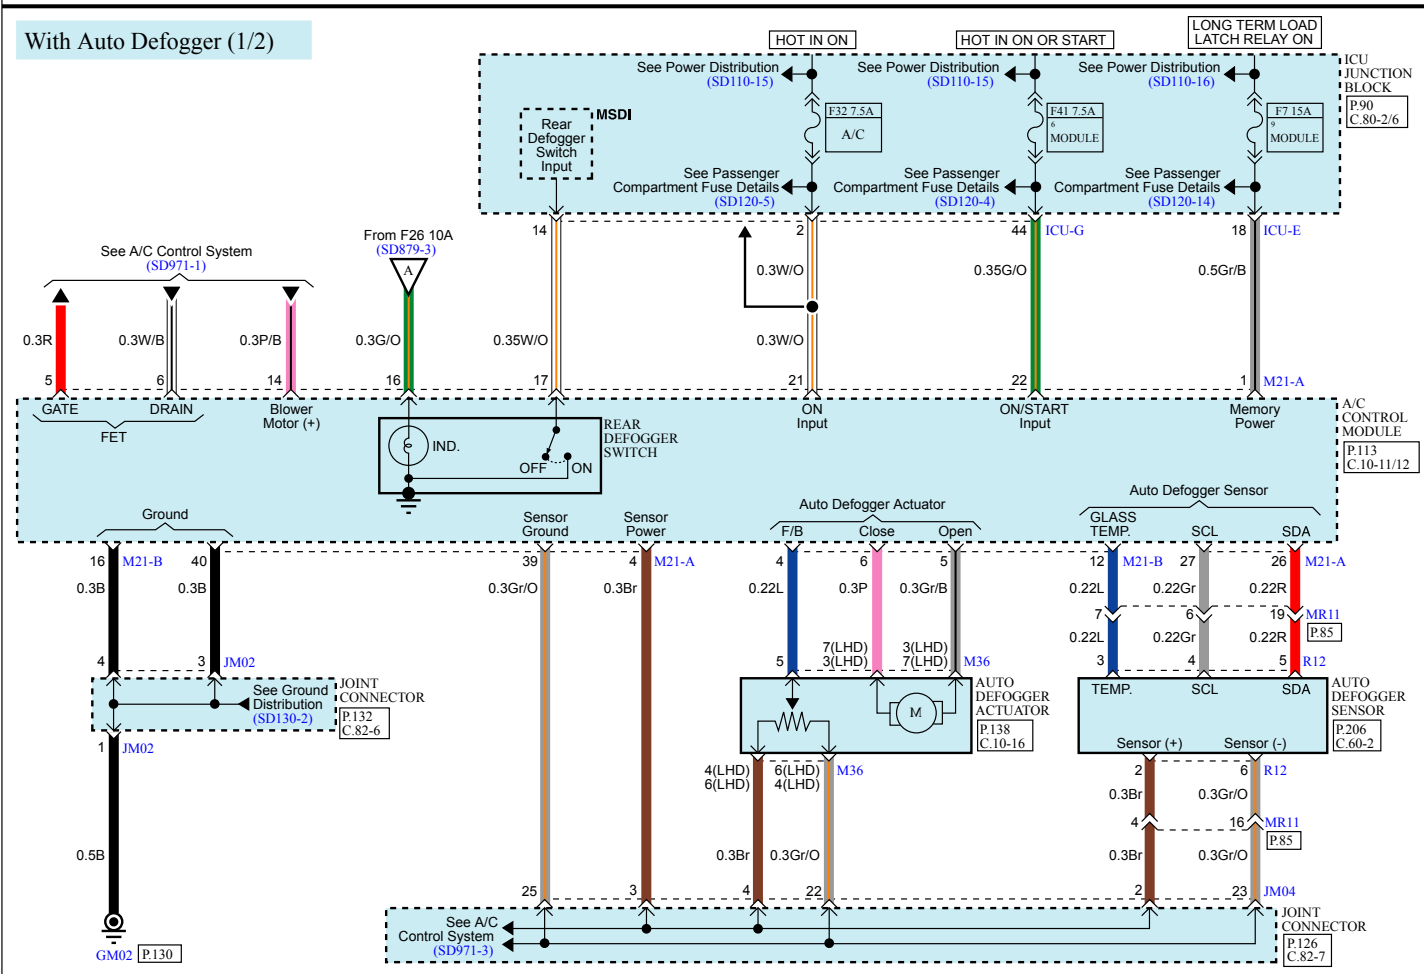 With Auto Defogger (1/2)
HOT IN ON
HOT IN ON OR START
LONG TERM LOAD
LATCH RELAY ON
See Power Distribution
(SD110-15)
See Power Distribution
(SD110-15)
See Power Distribution
(SD110-16)
ICU
JUNCTION
BLOCK
P.90
C.80-2/6
MSDI
Rear
Defogger
Switch
Input
F32 7.5A
A/C
F41 7.5A
6
MODULE
F7 15A
9
MODULE
See Passenger
Compartment Fuse Details
(SD120-5)
See Passenger
Compartment Fuse Details
(SD120-4)
See Passenger
Compartment Fuse Details
(SD120-14)
14
2
44
ICU-G
18
ICU-E
See A/C Control System
(SD971-1)
From F26 10A
(SD879-3)
A
0.3W/O
0.35G/O
0.5Gr/B
0.3R
0.3W/B
0.3P/B
0.3G/O
0.35W/O
0.3W/O
5
6
14
16
17
21
22
1
M21-A
GATE
DRAIN
FET
Blower
Motor (+)
ON
Input
ON/START
Input
Memory
Power
A/C
CONTROL
MODULE
P.113
C.10-11/12
IND.
OFF
ON
REAR
DEFOGGER
SWITCH
Ground
Sensor
Ground
Sensor
Power
Auto Defogger Actuator
F/B
Close
Open
Auto Defogger Sensor
GLASS
TEMP.
SCL
SDA
16
M21-B
40
39
4
M21-A
4
6
5
12
M21-B
27
26
M21-A
0.3B
0.3B
0.3Gr/O
0.3Br
0.22L
0.3P
0.3Gr/B
0.22L
0.22Gr
0.22R
7
6
19
MR11
P.85
0.22L
0.22Gr
0.22R
4
3
JM02
5
7(LHD)
3(LHD)
3(LHD)
7(LHD)
M36
3
4
5
R12
See Ground
Distribution
(SD130-2)
JOINT
CONNECTOR
P.132
C.82-6
M
AUTO
DEFOGGER
ACTUATOR
P.138
C.10-16
TEMP.
SCL
SDA
Sensor (+)
Sensor (-)
AUTO
DEFOGGER
SENSOR
P.206
C.60-2
1
JM02
4(LHD)
6(LHD)
6(LHD)
4(LHD)
M36
2
6
R12
0.3Br
0.3Gr/O
4
16
MR11
P.85
0.5B
0.3Br
0.3Gr/O
0.3Br
0.3Gr/O
25
3
4
22
2
23
JM04
See A/C
Control System
(SD971-3)
JOINT
CONNECTOR
P.126
C.82-7
GM02
P.130